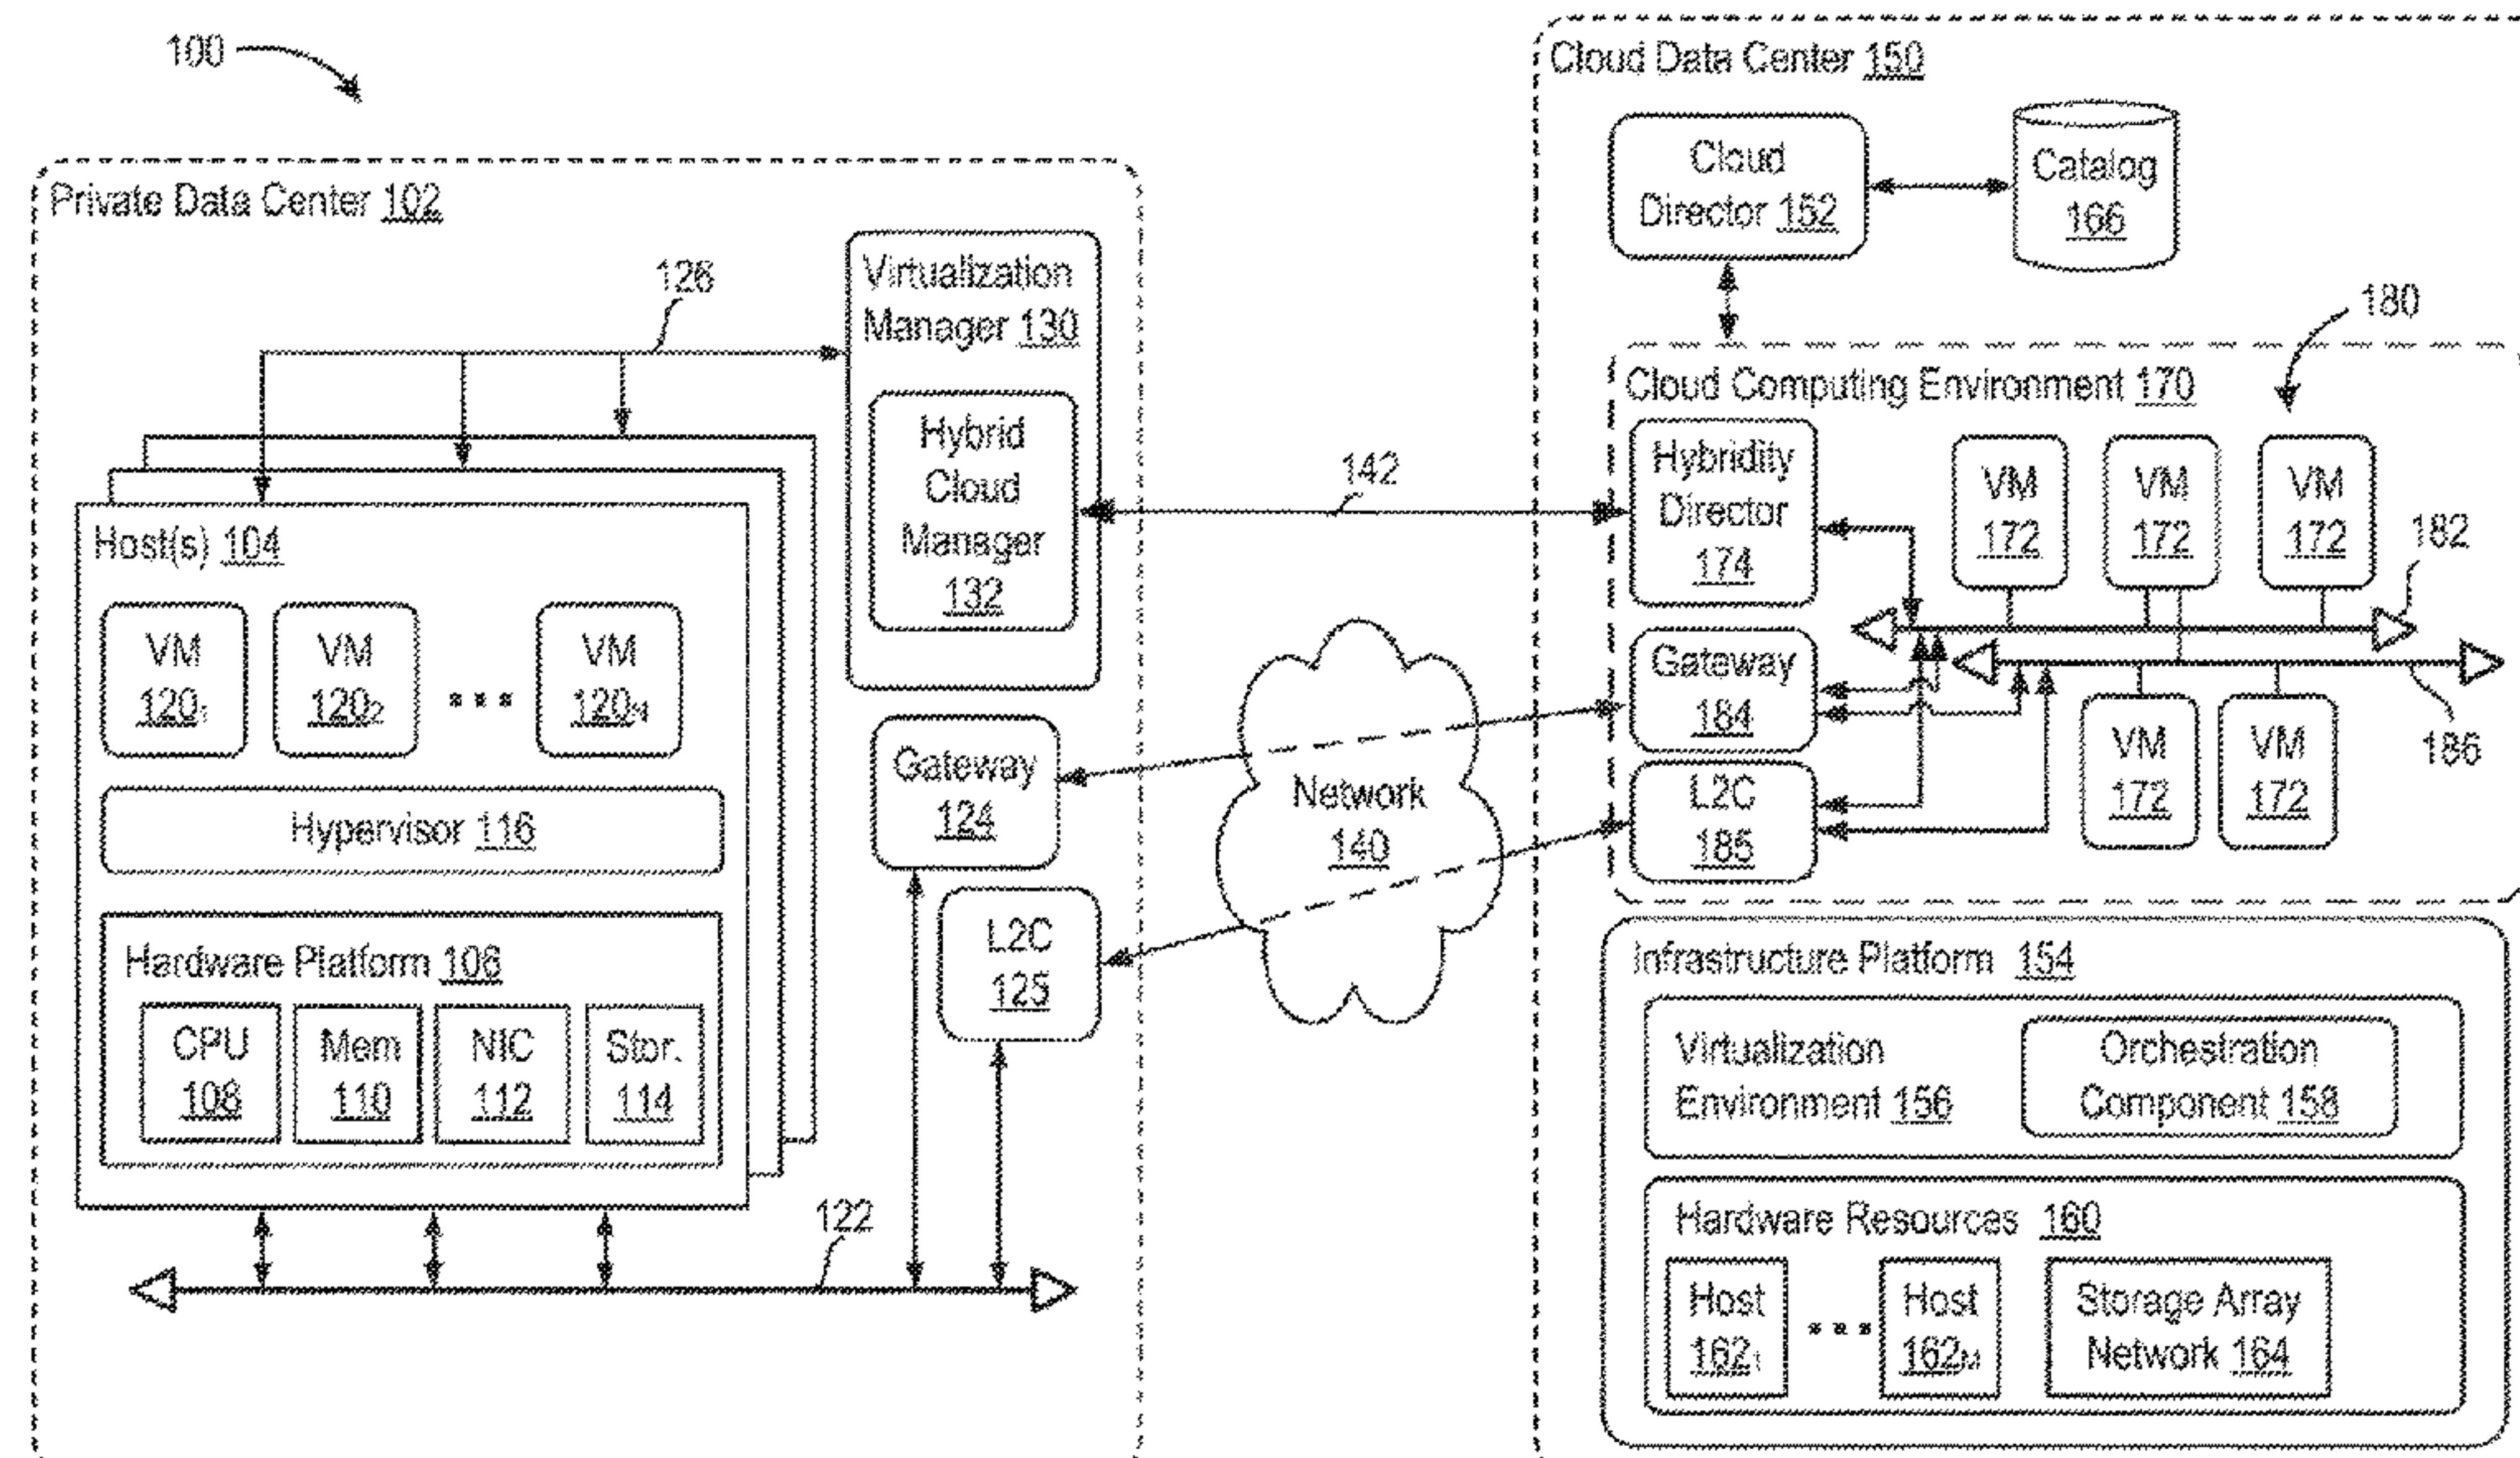 100
Private Data Center 102
126
Virtualization
Manager 130
Hybrid
Cloud
Manager
132
Host(s) 104
VM
120₁
VM
120₂
VM
120N
Hypervisor 116
Hardware Platform 106
CPU
108
Mem
110
NIC
112
Stor.
114
Gateway
124
L2C
125
122
142
Network
140
Cloud Data Center 150
Cloud
Director 152
Catalog
166
180
Cloud Computing Environment 170
Hybridity
Director
174
VM
172
VM
172
VM
172
182
Gateway
184
L2C
185
VM
172
VM
172
186
Infrastructure Platform 154
Virtualization
Environment 156
Orchestration
Component 158
Hardware Resources 160
Host
162₁
Host
162M
Storage Array
Network 164